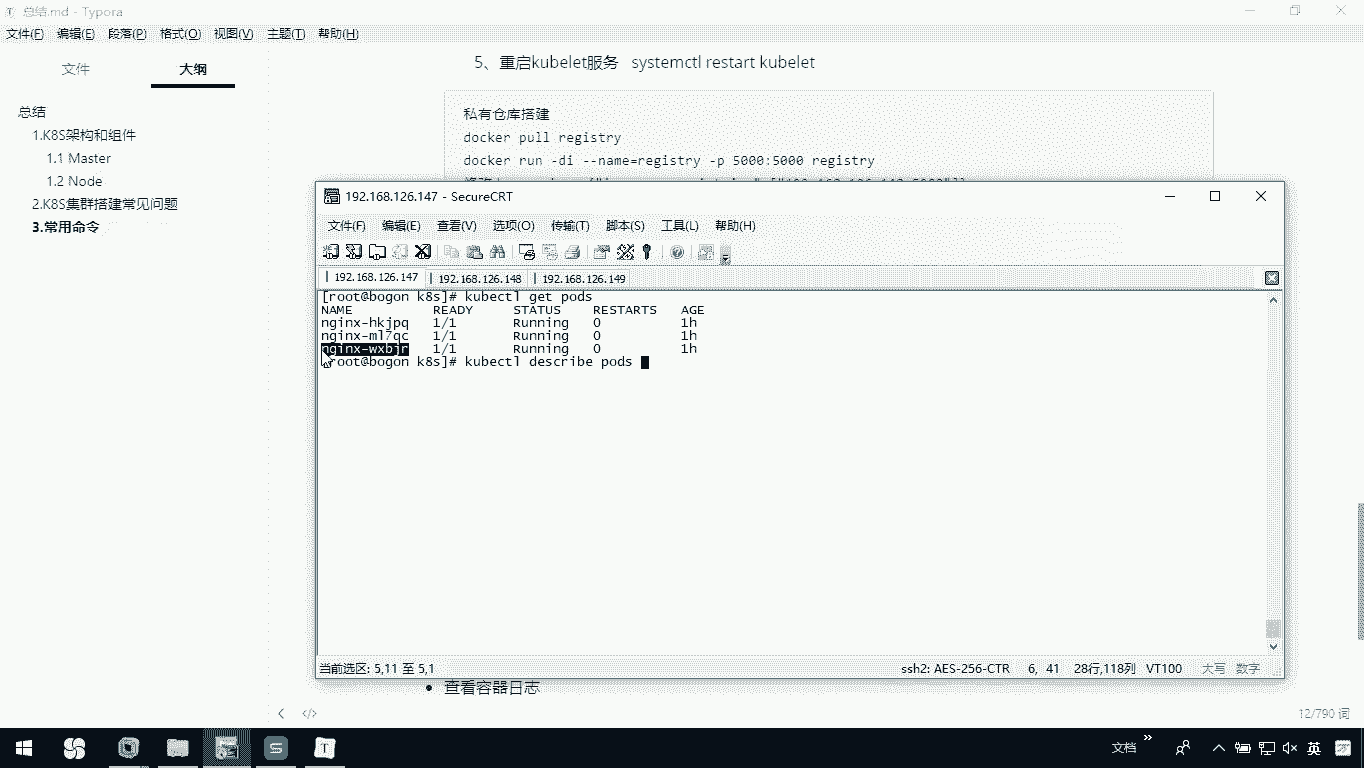 总结.md - Typora
文件(F) 编辑(E) 段落(P) 格式(O) 视图(V) 主题(T) 帮助(H)
文件 大纲
总结
1.K8S架构和组件
1.1 Master
1.2 Node
2.K8S集群搭建常见问题
3.常用命令
5、重启kubelet服务 systemctl restart kubelet
私有仓库搭建
docker pull registry
docker run -di --name=registry -p 5000:5000 registry
192.168.126.147 - SecureCRT
文件(F) 编辑(E) 查看(V) 选项(O) 传输(T) 脚本(S) 工具(L) 帮助(H)
192.168.126.147 192.168.126.148 192.168.126.149
[root@bogon k8s]# kubectl get pods
NAME READY STATUS RESTARTS AGE
nginx-hkjpq 1/1 Running 0 1h
nginx-ml7qc 1/1 Running 0 1h
nginx-wxbjr 1/1 Running 0 1h
[root@bogon k8s]# kubectl describe pods
当前选区: 5,11 至 5,1 ssh2: AES-256-CTR 6, 41 28行,118列 VT100 大写 数字
• 查看容器日志
12/790 词
文档 英